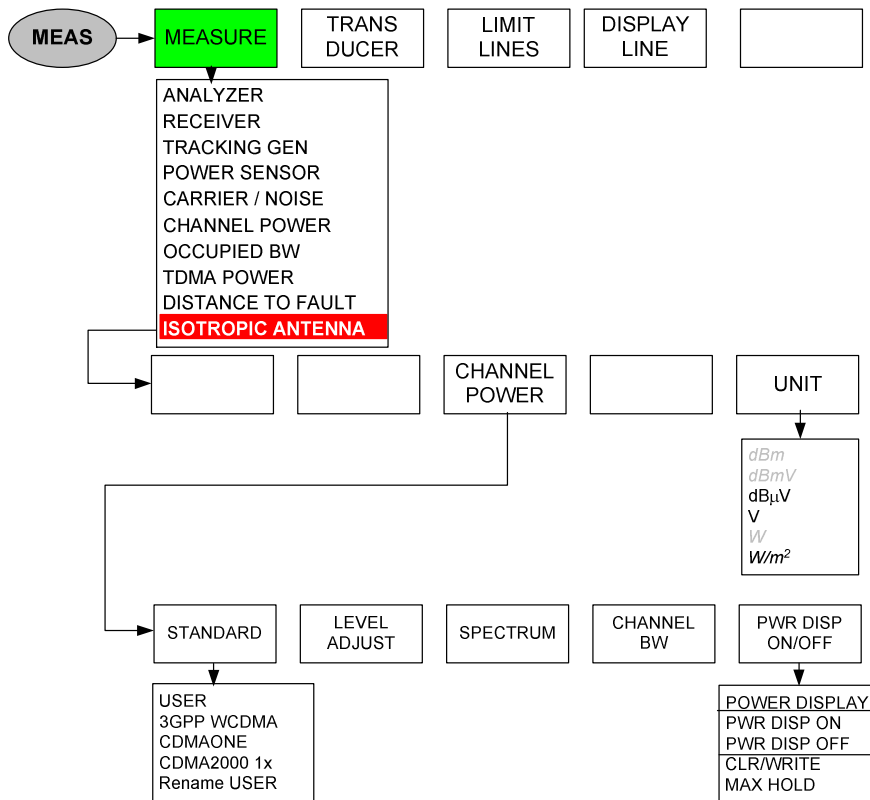 MEAS
MEASURE
TRANS
DUCER
LIMIT
LINES
DISPLAY
LINE
ANALYZER
RECEIVER
TRACKING GEN
POWER SENSOR
CARRIER / NOISE
CHANNEL POWER
OCCUPIED BW
TDMA POWER
DISTANCE TO FAULT
ISOTROPIC ANTENNA
CHANNEL
POWER
UNIT
dBm
dBmV
dBµV
V
W
W/m²
STANDARD
LEVEL
ADJUST
SPECTRUM
CHANNEL
BW
PWR DISP
ON/OFF
USER
3GPP WCDMA
CDMAONE
CDMA2000 1x
Rename USER
POWER DISPLAY
PWR DISP ON
PWR DISP OFF
CLR/WRITE
MAX HOLD